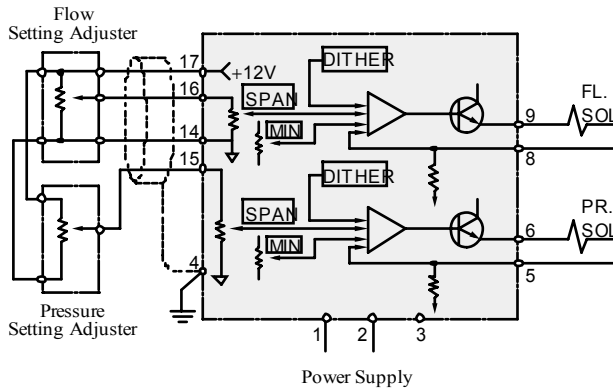 Flow
Setting Adjuster
17
+12V
DITHER
16
SPAN
FL.
SOL
MIN
9
14
8
15
DITHER
SPAN
PR.
SOL
MIN
6
4
5
1
2
3
Pressure
Setting Adjuster
Power Supply